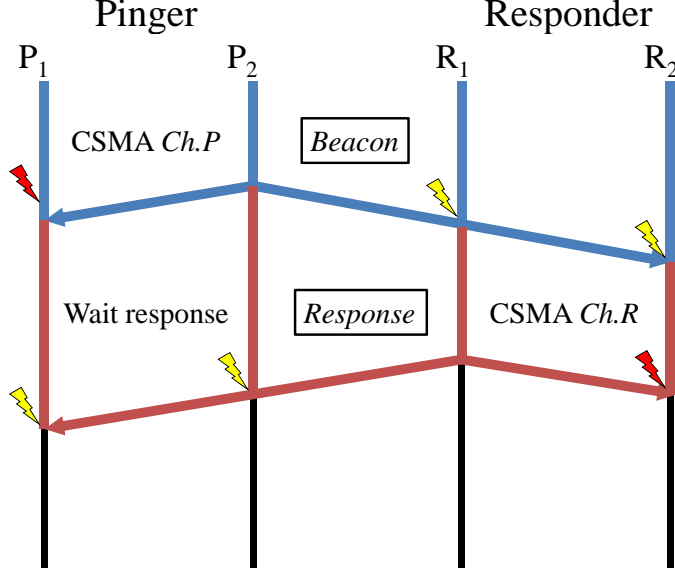 Pinger Responder
P1 P2 R1 R2
CSMA Ch.P Beacon
Wait response Response CSMA Ch.R